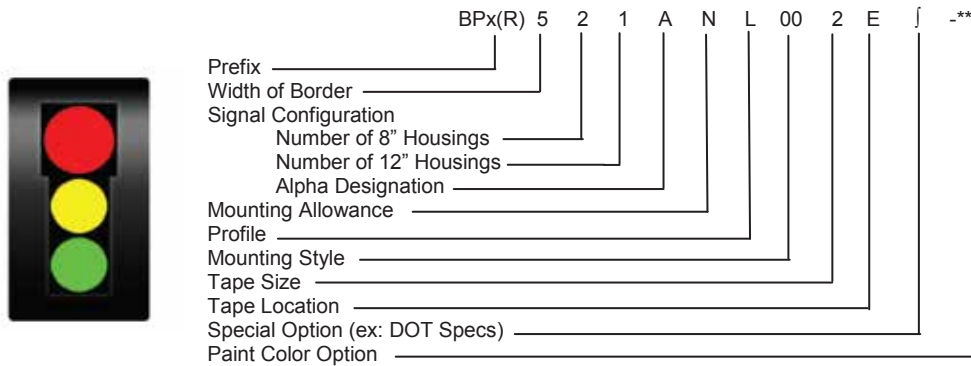 BPx(R) 5 2 1 A N L 00 2 E ∫ -**
Prefix
Width of Border
Signal Configuration
Number of 8” Housings
Number of 12” Housings
Alpha Designation
Mounting Allowance
Profile
Mounting Style
Tape Size
Tape Location
Special Option (ex: DOT Specs)
Paint Color Option